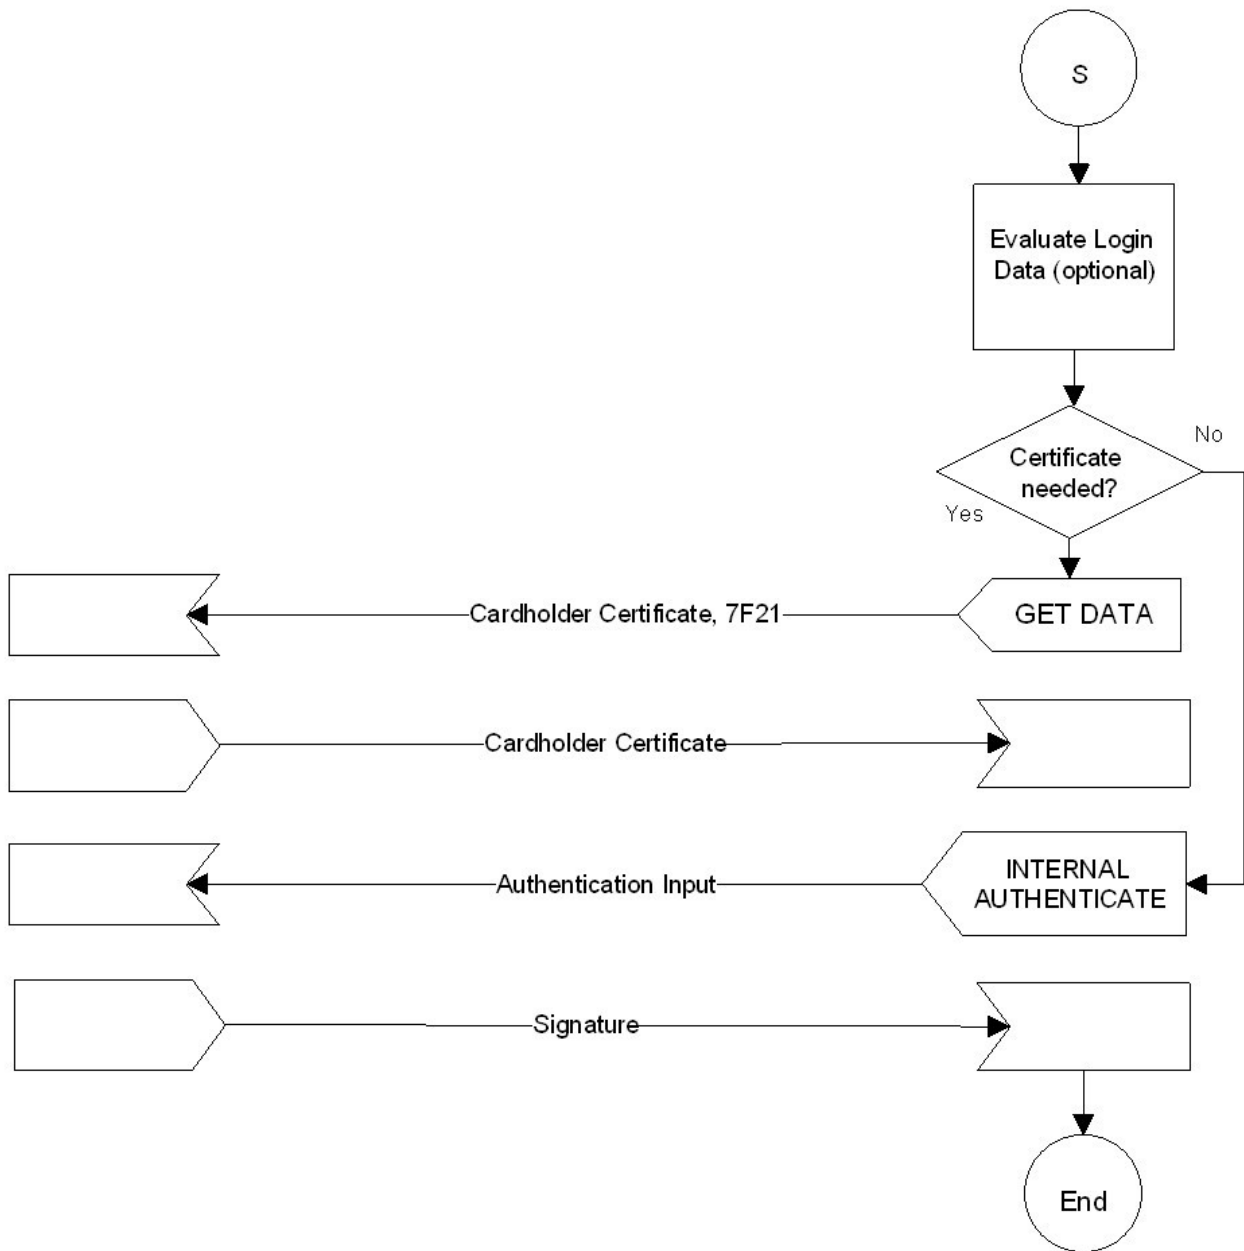 S
Evaluate Login
Data (optional)
No
Certificate
needed?
Yes
Cardholder Certificate, 7F21
GET DATA
Cardholder Certificate
Authentication Input
INTERNAL
AUTHENTICATE
Signature
End